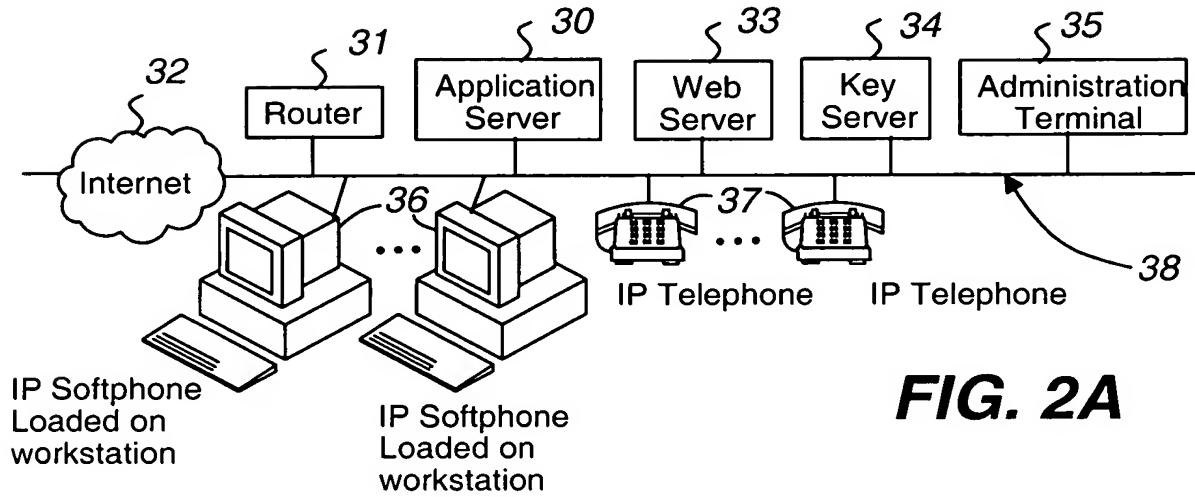 30
33
34
35
31
32
Application
Server
Web
Server
Key
Server
Administration
Terminal
Router
Internet
36
37
38
IP Telephone
IP Telephone
IP Softphone
Loaded on
workstation
IP Softphone
Loaded on
workstation
FIG. 2A